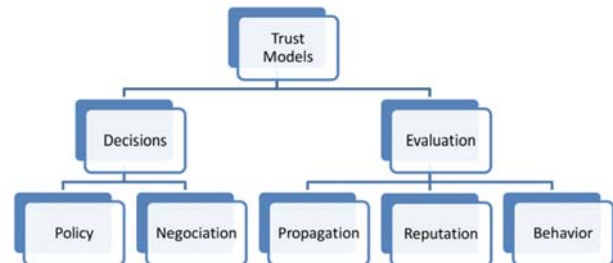 Trust
Models
Decisions
Evaluation
Policy
Negociation
Propagation
Reputation
Behavior